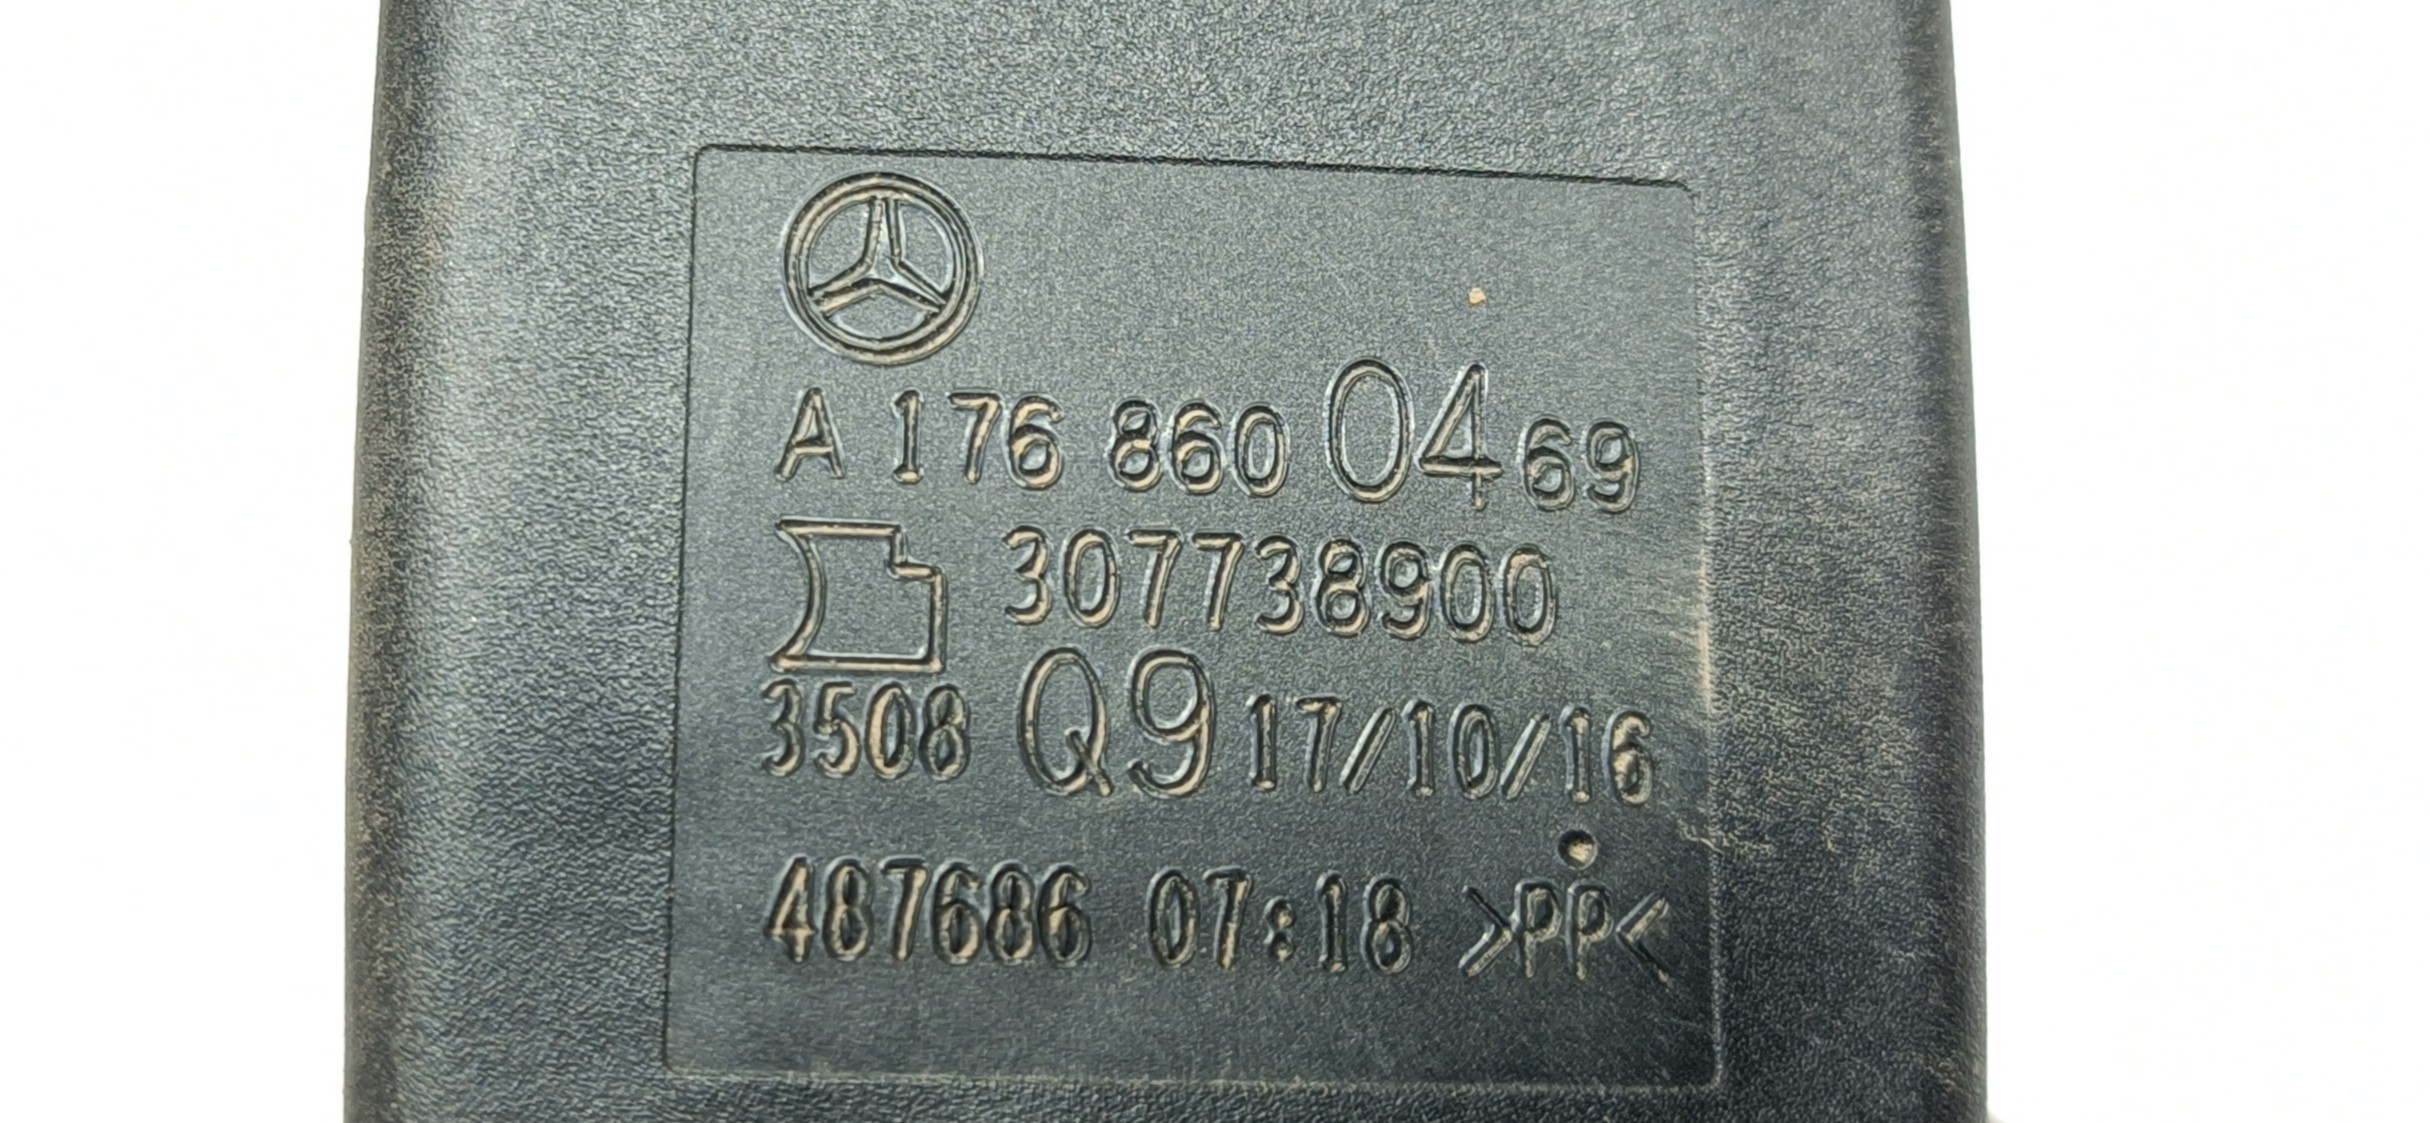 A 176 860 04 69
307738900
3508 Q9 17/10/16
487686 07:18 >PP<